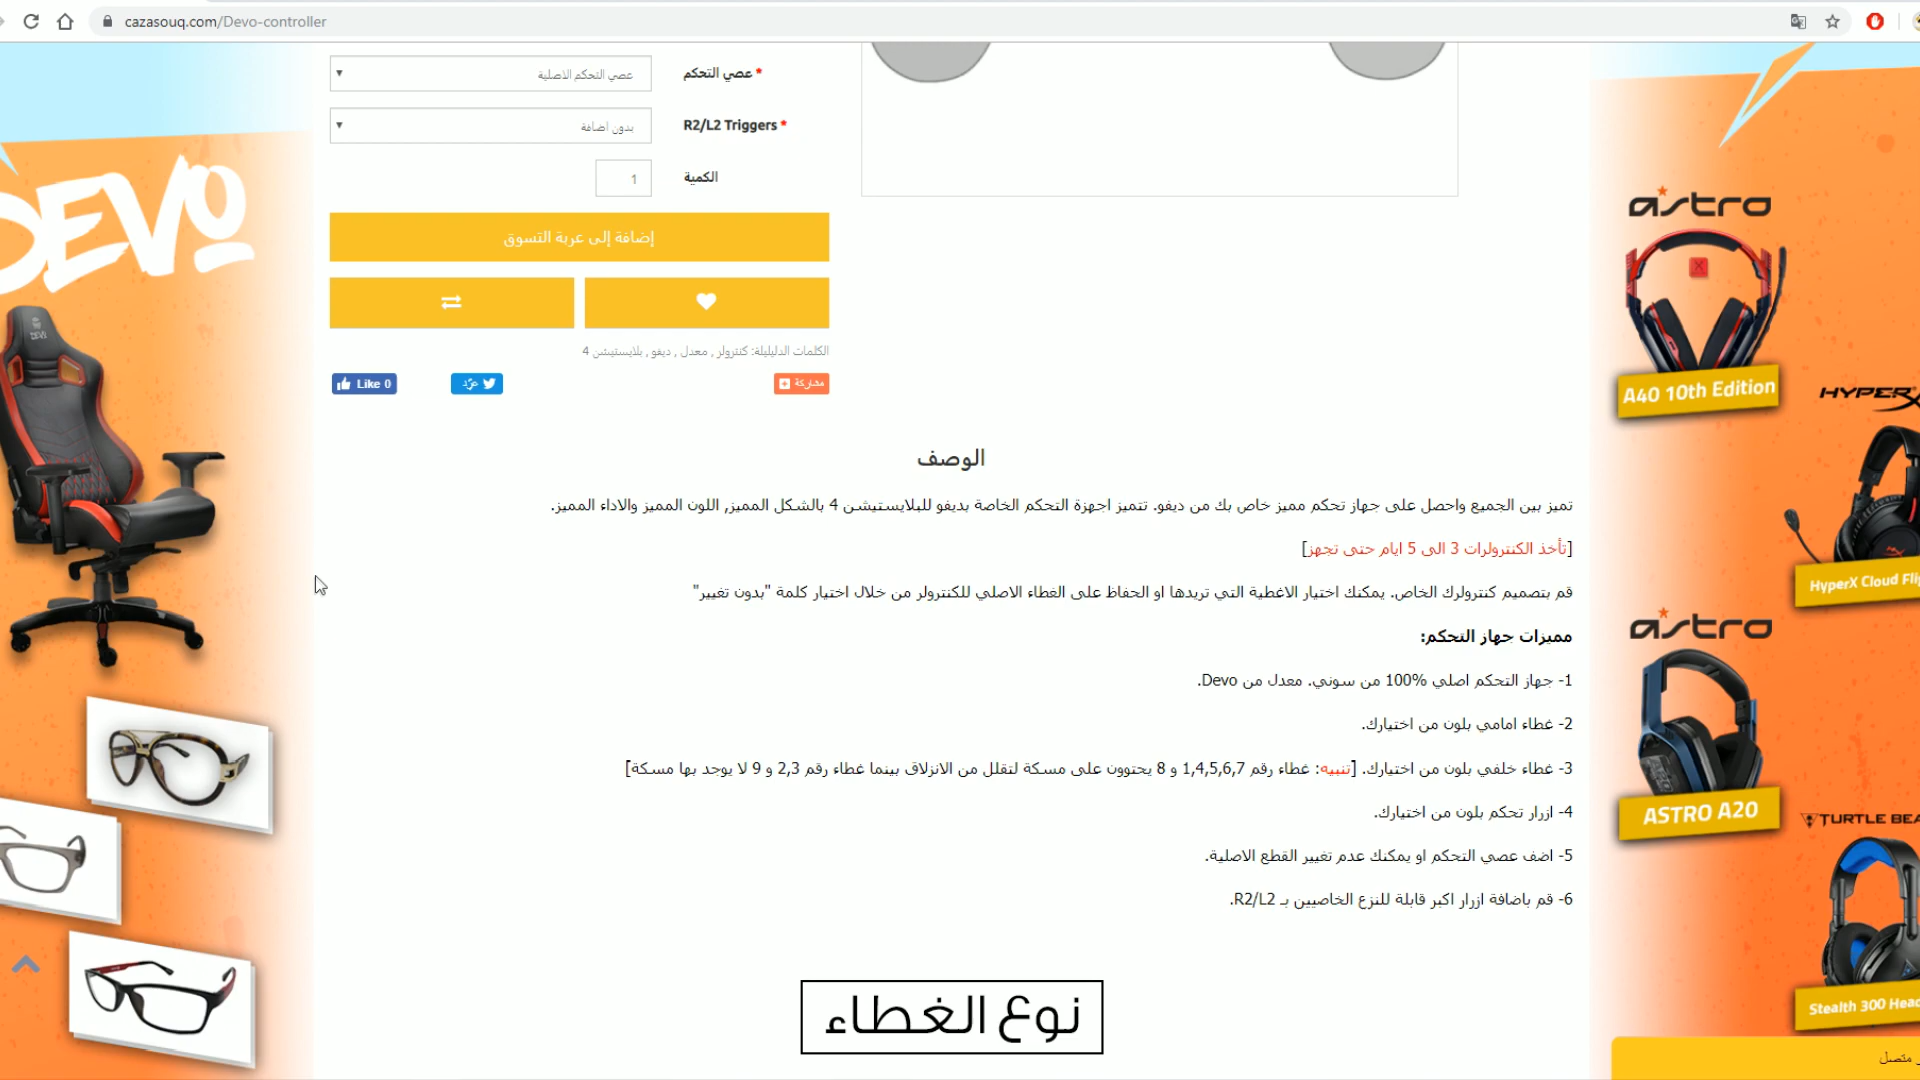 cazasouq.com/Devo-controller
* عصي التحكم
عصي التحكم الاصلية
R2/L2 Triggers *
بدون اضافة
الكمية
1
إضافة إلى عربة التسوق
الكلمات الدليليلة: كنترولر , معدل , ديفو , بلايستيشن 4
Like 0
غرِّد
مشاركة
الوصف
تميز بين الجميع واحصل على جهاز تحكم مميز خاص بك من ديفو. تتميز اجهزة التحكم الخاصة بديفو للبلايستيشن 4 بالشكل المميز, اللون المميز والاداء المميز.
[تأخذ الكنترولرات 3 الى 5 ايام حتى تجهز]
قم بتصميم كنترولرك الخاص. يمكنك اختيار الاغطية التي تريدها او الحفاظ على الغطاء الاصلي للكنترولر من خلال اختيار كلمة "بدون تغيير"
مميزات جهاز التحكم:
1- جهاز التحكم اصلي 100% من سوني. معدل من Devo.
2- غطاء امامي بلون من اختيارك.
3- غطاء خلفي بلون من اختيارك. [تنبيه: غطاء رقم 1,4,5,6,7 و 8 يحتوون على مسكة لتقلل من الانزلاق بينما غطاء رقم 2,3 و 9 لا يوجد بها مسكة]
4- ازرار تحكم بلون من اختيارك.
5- اضف عصي التحكم او يمكنك عدم تغيير القطع الاصلية.
6- قم باضافة ازرار اكبر قابلة للنزع الخاصيين بـ R2/L2.
نوع الغطاء
DEVO
DEVO
astro
A40 10th Edition
HYPERX
HyperX Cloud
astro
ASTRO A20
TURTLE
Stealth 300
متصل